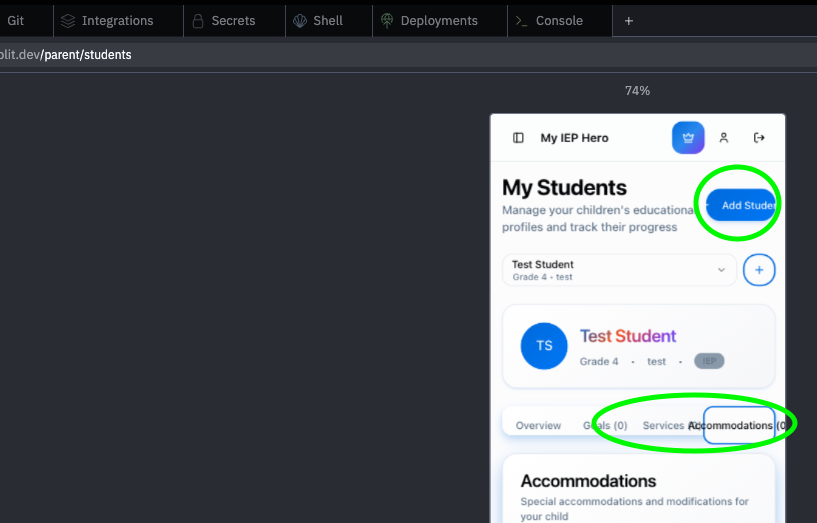 Git Integrations Secrets Shell Deployments Console +
plit.dev/parent/students
74%
My IEP Hero
My Students
Add Studen
Manage your children's educationa
profiles and track their progress
Test Student
Grade 4 • test
+
TS
Test Student
Grade 4 • test • IEP
Overview Goals (0) Services Accommodations (0
Accommodations
Special accommodations and modifications for
your child